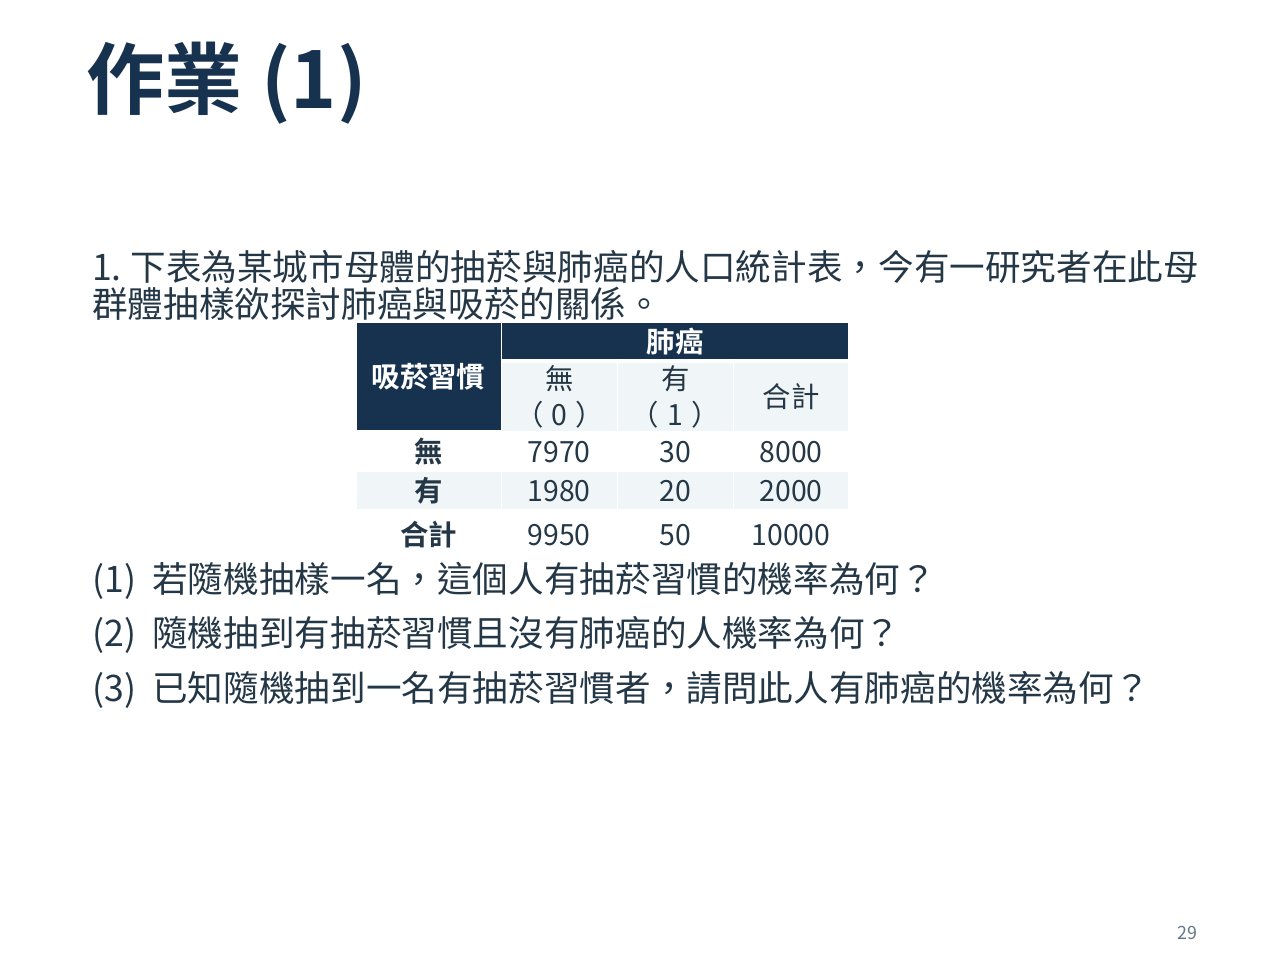 作業 (1)
1. 下表為某城市母體的抽菸與肺癌的人口統計表，今有一研究者在此母
群體抽樣欲探討肺癌與吸菸的關係。
吸菸習慣 肺癌
無（0） 有（1） 合計
無 7970 30 8000
有 1980 20 2000
合計 9950 50 10000
(1) 若隨機抽樣一名，這個人有抽菸習慣的機率為何？
(2) 隨機抽到有抽菸習慣且沒有肺癌的人機率為何？
(3) 已知隨機抽到一名有抽菸習慣者，請問此人有肺癌的機率為何？
29